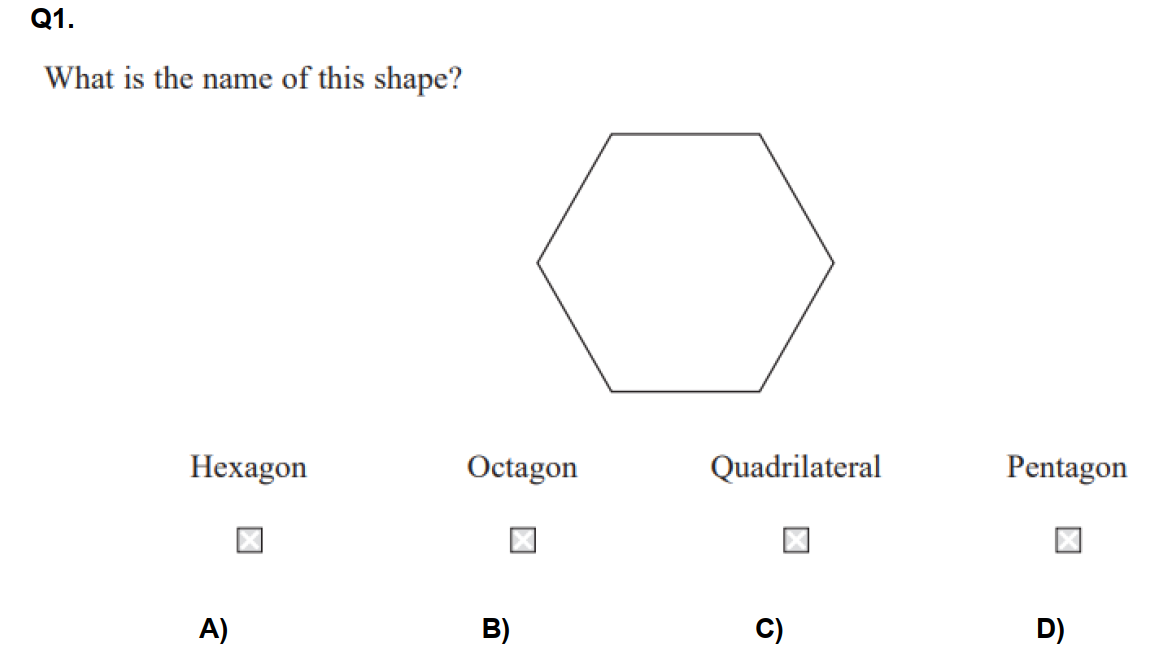 Q1.
What is the name of this shape?
Hexagon Octagon Quadrilateral Pentagon
A) B) C) D)